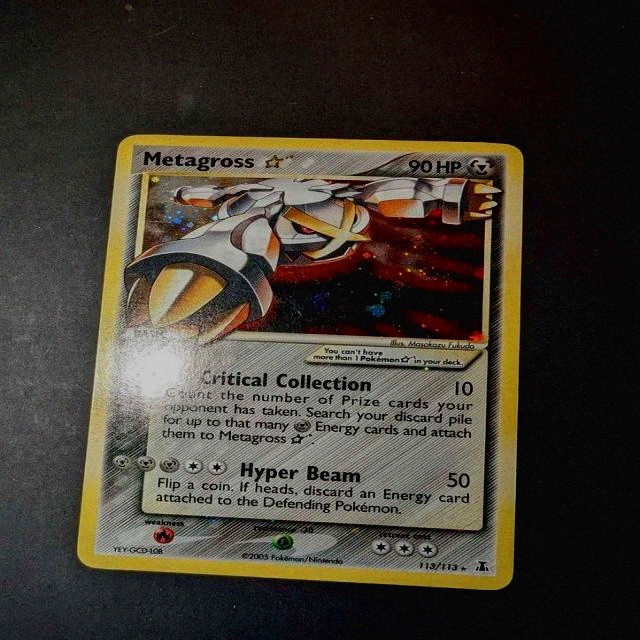 Metagross ☆ 90 HP
Illus. Masakazu Fukuda
You can't have
more than 1 Pokémon☆ in your deck.
Critical Collection 10
Count the number of Prize cards your
opponent has taken. Search your discard pile
for up to that many Energy cards and attach
them to Metagross ☆.
Hyper Beam 50
Flip a coin. If heads, discard an Energy card
attached to the Defending Pokémon.
weakness resistance -30 retreat cost
YEY-GCD-LOB ©2005 Pokémon/Nintendo 113/113 ★